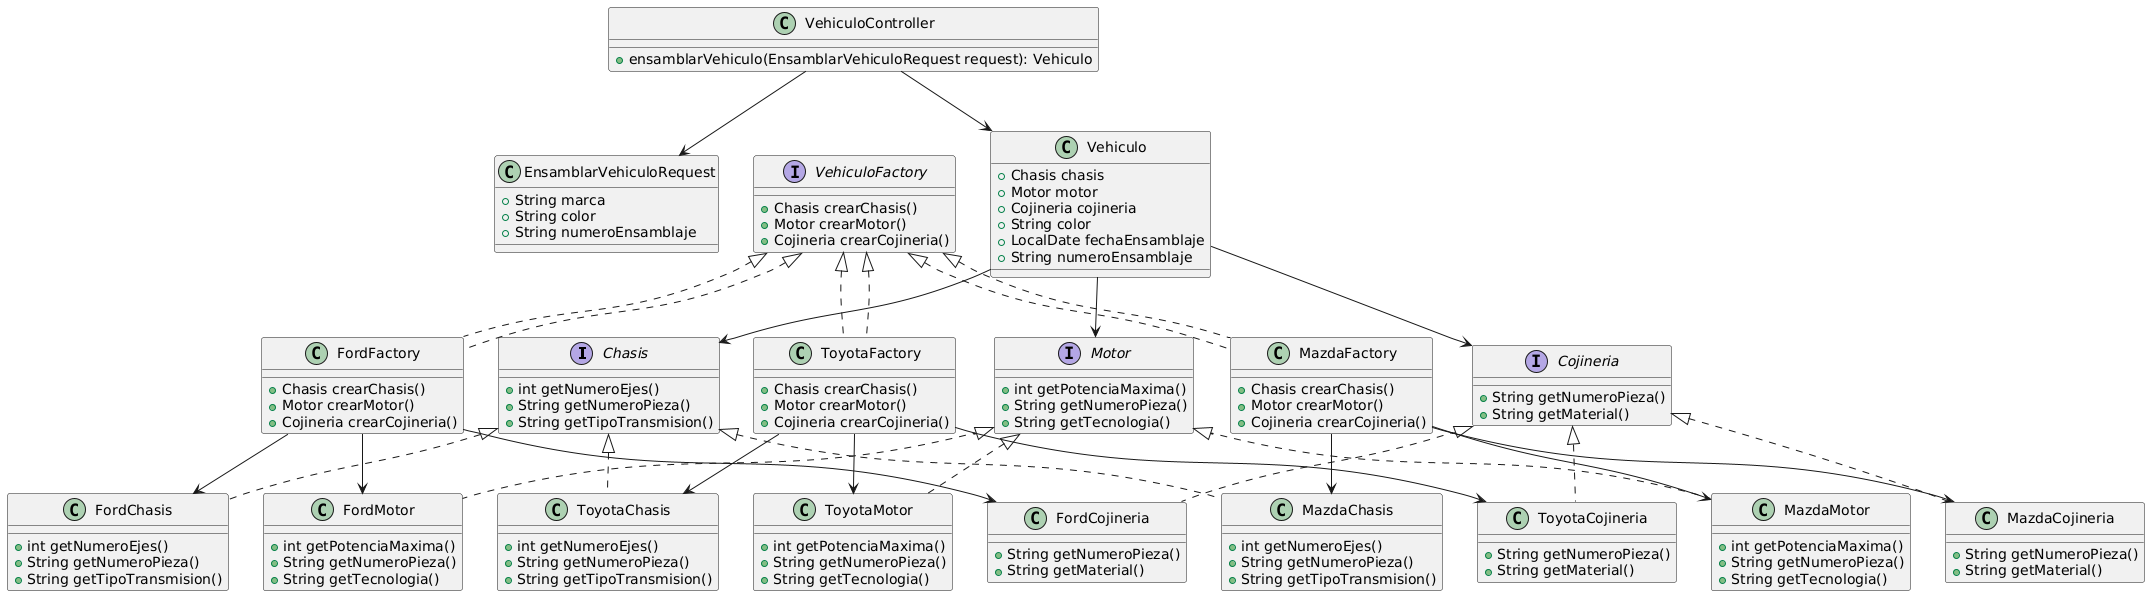 VehiculoController
ensamblarVehiculo(EnsamblarVehiculoRequest request): Vehiculo
EnsamblarVehiculoRequest
String marca
String color
String numeroEnsamblaje
VehiculoFactory
Chasis crearChasis()
Motor crearMotor()
Cojineria crearCojineria()
Vehiculo
Chasis chasis
Motor motor
Cojineria cojineria
String color
LocalDate fechaEnsamblaje
String numeroEnsamblaje
FordFactory
Chasis crearChasis()
Motor crearMotor()
Cojineria crearCojineria()
Chasis
int getNumeroEjes()
String getNumeroPieza()
String getTipoTransmision()
ToyotaFactory
Chasis crearChasis()
Motor crearMotor()
Cojineria crearCojineria()
Motor
int getPotenciaMaxima()
String getNumeroPieza()
String getTecnologia()
MazdaFactory
Chasis crearChasis()
Motor crearMotor()
Cojineria crearCojineria()
Cojineria
String getNumeroPieza()
String getMaterial()
FordChasis
int getNumeroEjes()
String getNumeroPieza()
String getTipoTransmision()
FordMotor
int getPotenciaMaxima()
String getNumeroPieza()
String getTecnologia()
ToyotaChasis
int getNumeroEjes()
String getNumeroPieza()
String getTipoTransmision()
ToyotaMotor
int getPotenciaMaxima()
String getNumeroPieza()
String getTecnologia()
FordCojineria
String getNumeroPieza()
String getMaterial()
MazdaChasis
int getNumeroEjes()
String getNumeroPieza()
String getTipoTransmision()
ToyotaCojineria
String getNumeroPieza()
String getMaterial()
MazdaMotor
int getPotenciaMaxima()
String getNumeroPieza()
String getTecnologia()
MazdaCojineria
String getNumeroPieza()
String getMaterial()